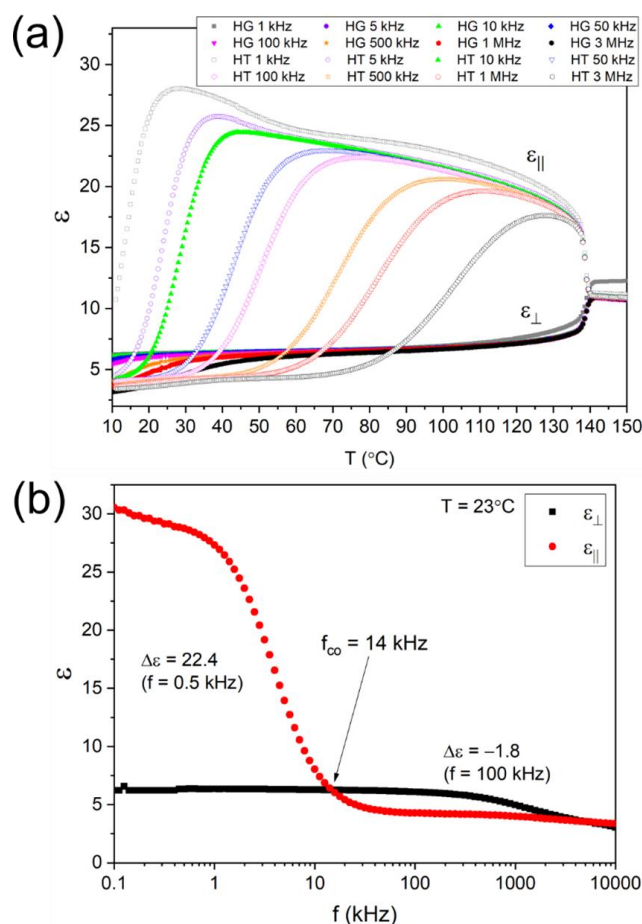 (a)
HG 1 kHz HG 5 kHz HG 10 kHz HG 50 kHz
HG 100 kHz HG 500 kHz HG 1 MHz HG 3 MHz
HT 1 kHz HT 5 kHz HT 10 kHz HT 50 kHz
HT 100 kHz HT 500 kHz HT 1 MHz HT 3 MHz
30
25
20
15
10
5
ε
ε||
ε⊥
10 20 30 40 50 60 70 80 90 100 110 120 130 140 150
T (°C)
(b)
30
25
20
15
10
5
0
ε
T = 23°C
ε⊥
ε||
fco = 14 kHz
Δε = 22.4
(f = 0.5 kHz)
Δε = −1.8
(f = 100 kHz)
0.1 1 10 100 1000 10000
f (kHz)